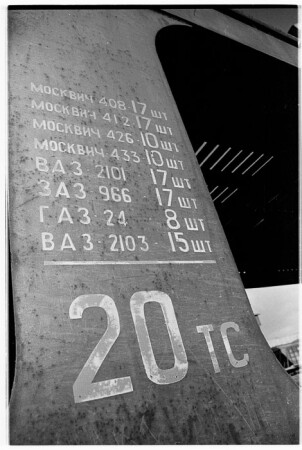 МОСКВИЧ 408 17 ШТ
МОСКВИЧ 412 17 ШТ
МОСКВИЧ 426 10 ШТ
МОСКВИЧ 433 10 ШТ
ВАЗ 2101 17 ШТ
ЗАЗ 966 17 ШТ
ГАЗ 24 8 ШТ
ВАЗ-2103-15 ШТ
20 ТС